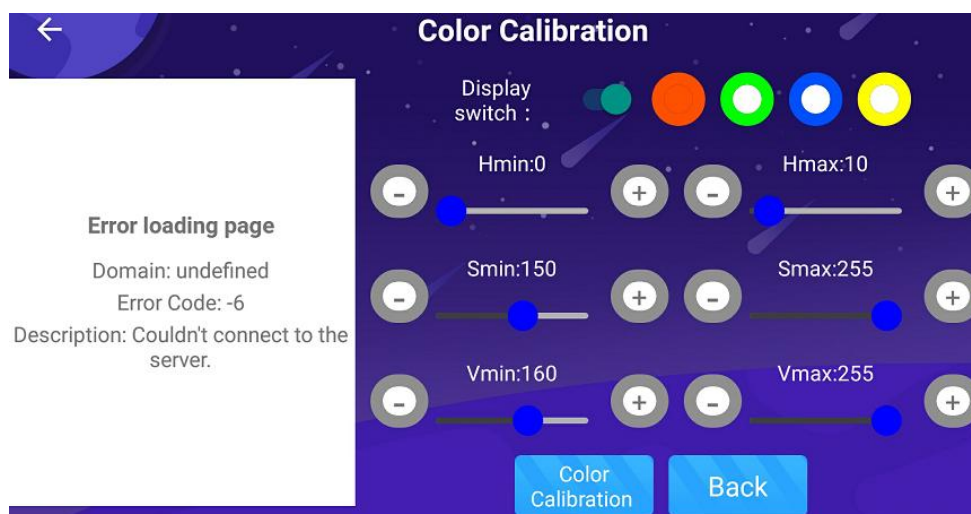 Color Calibration
Display
switch :
Hmin:0
Hmax:10
- + - +
Error loading page
Domain: undefined
Error Code: -6
Description: Couldn't connect to the
server.
Smin:150
Smax:255
- + - +
Vmin:160
Vmax:255
- + - +
Color
Calibration
Back